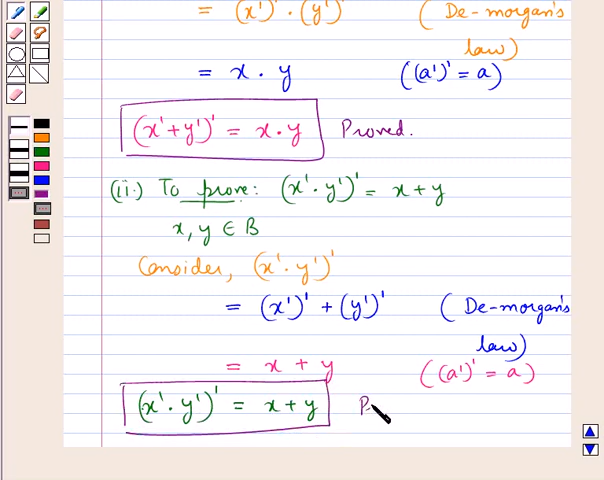 = (x')' · (y')' (De-morgan's
law)
= x · y ((a')' = a)
(x'+y')' = x·y Proved.
(ii.) To prove: (x'·y')' = x+y
x, y ∈ B
Consider, (x'·y')'
= (x')' + (y')' (De-morgan's
law)
= x + y ((a')' = a)
(x'·y')' = x+y P